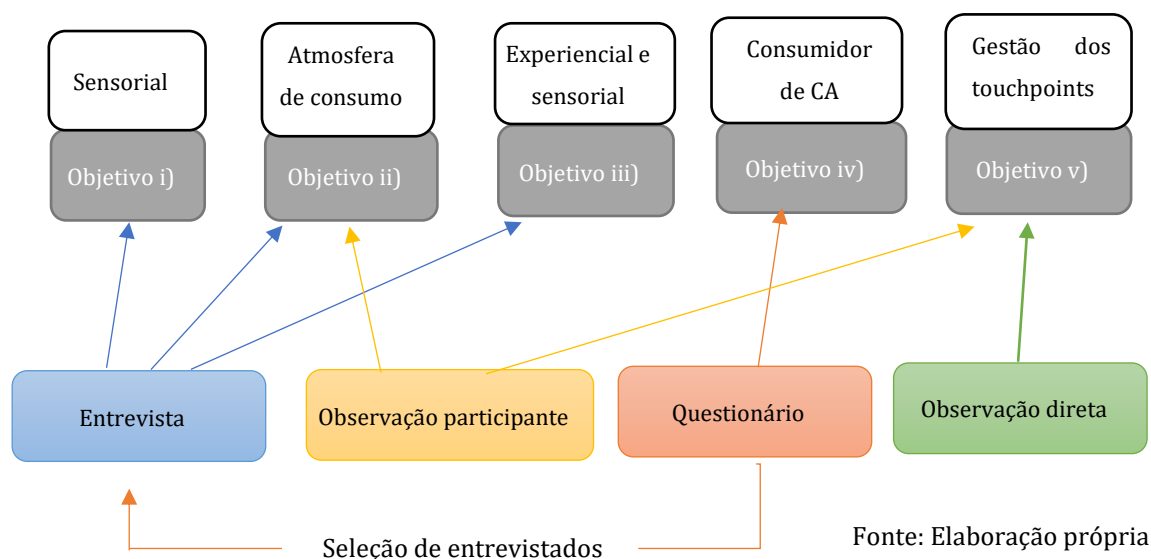 Sensorial
Atmosfera
de consumo
Experiencial e
sensorial
Consumidor
de CA
Gestão dos
touchpoints
Objetivo i)
Objetivo ii)
Objetivo iii)
Objetivo iv)
Objetivo v)
Entrevista
Observação participante
Questionário
Observação direta
Seleção de entrevistados
Fonte: Elaboração própria